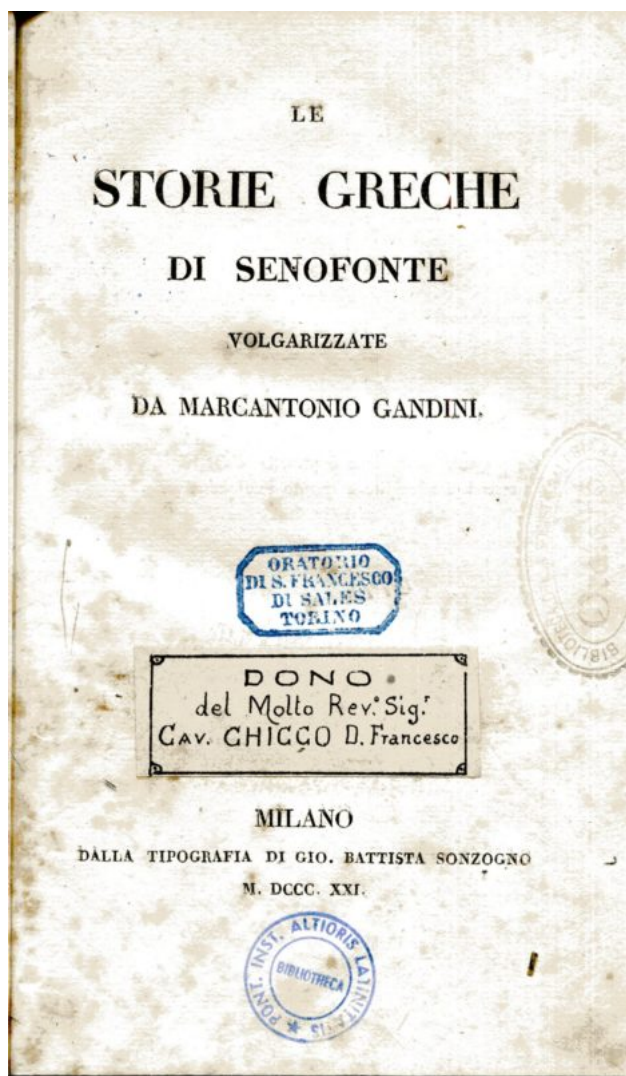 LE
STORIE GRECHE
DI SENOFONTE
VOLGARIZZATE
DA MARCANTONIO GANDINI.
ORATORIO
DI S. FRANCESCO
DI SALES
TORINO
DONO
del Molto Rev.º Sig.r
CAV. CHICCO D. Francesco
MILANO
DALLA TIPOGRAFIA DI GIO. BATTISTA SONZOGNO
M. DCCC. XXI.
PONT. INST. ALTIORIS LATINITATIS
BIBLIOTHECA